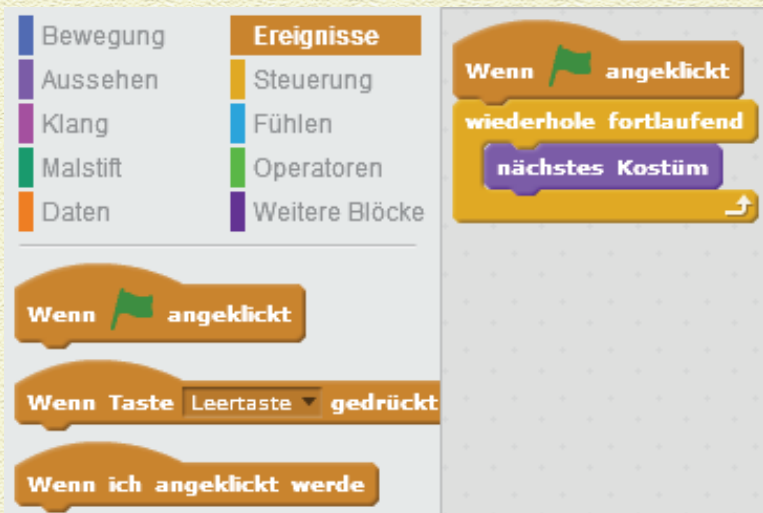 Bewegung
Ereignisse
Aussehen
Steuerung
Klang
Fühlen
Malstift
Operatoren
Daten
Weitere Blöcke
Wenn angeklickt
Wenn Taste Leertaste gedrückt
Wenn ich angeklickt werde
Wenn angeklickt
wiederhole fortlaufend
nächstes Kostüm